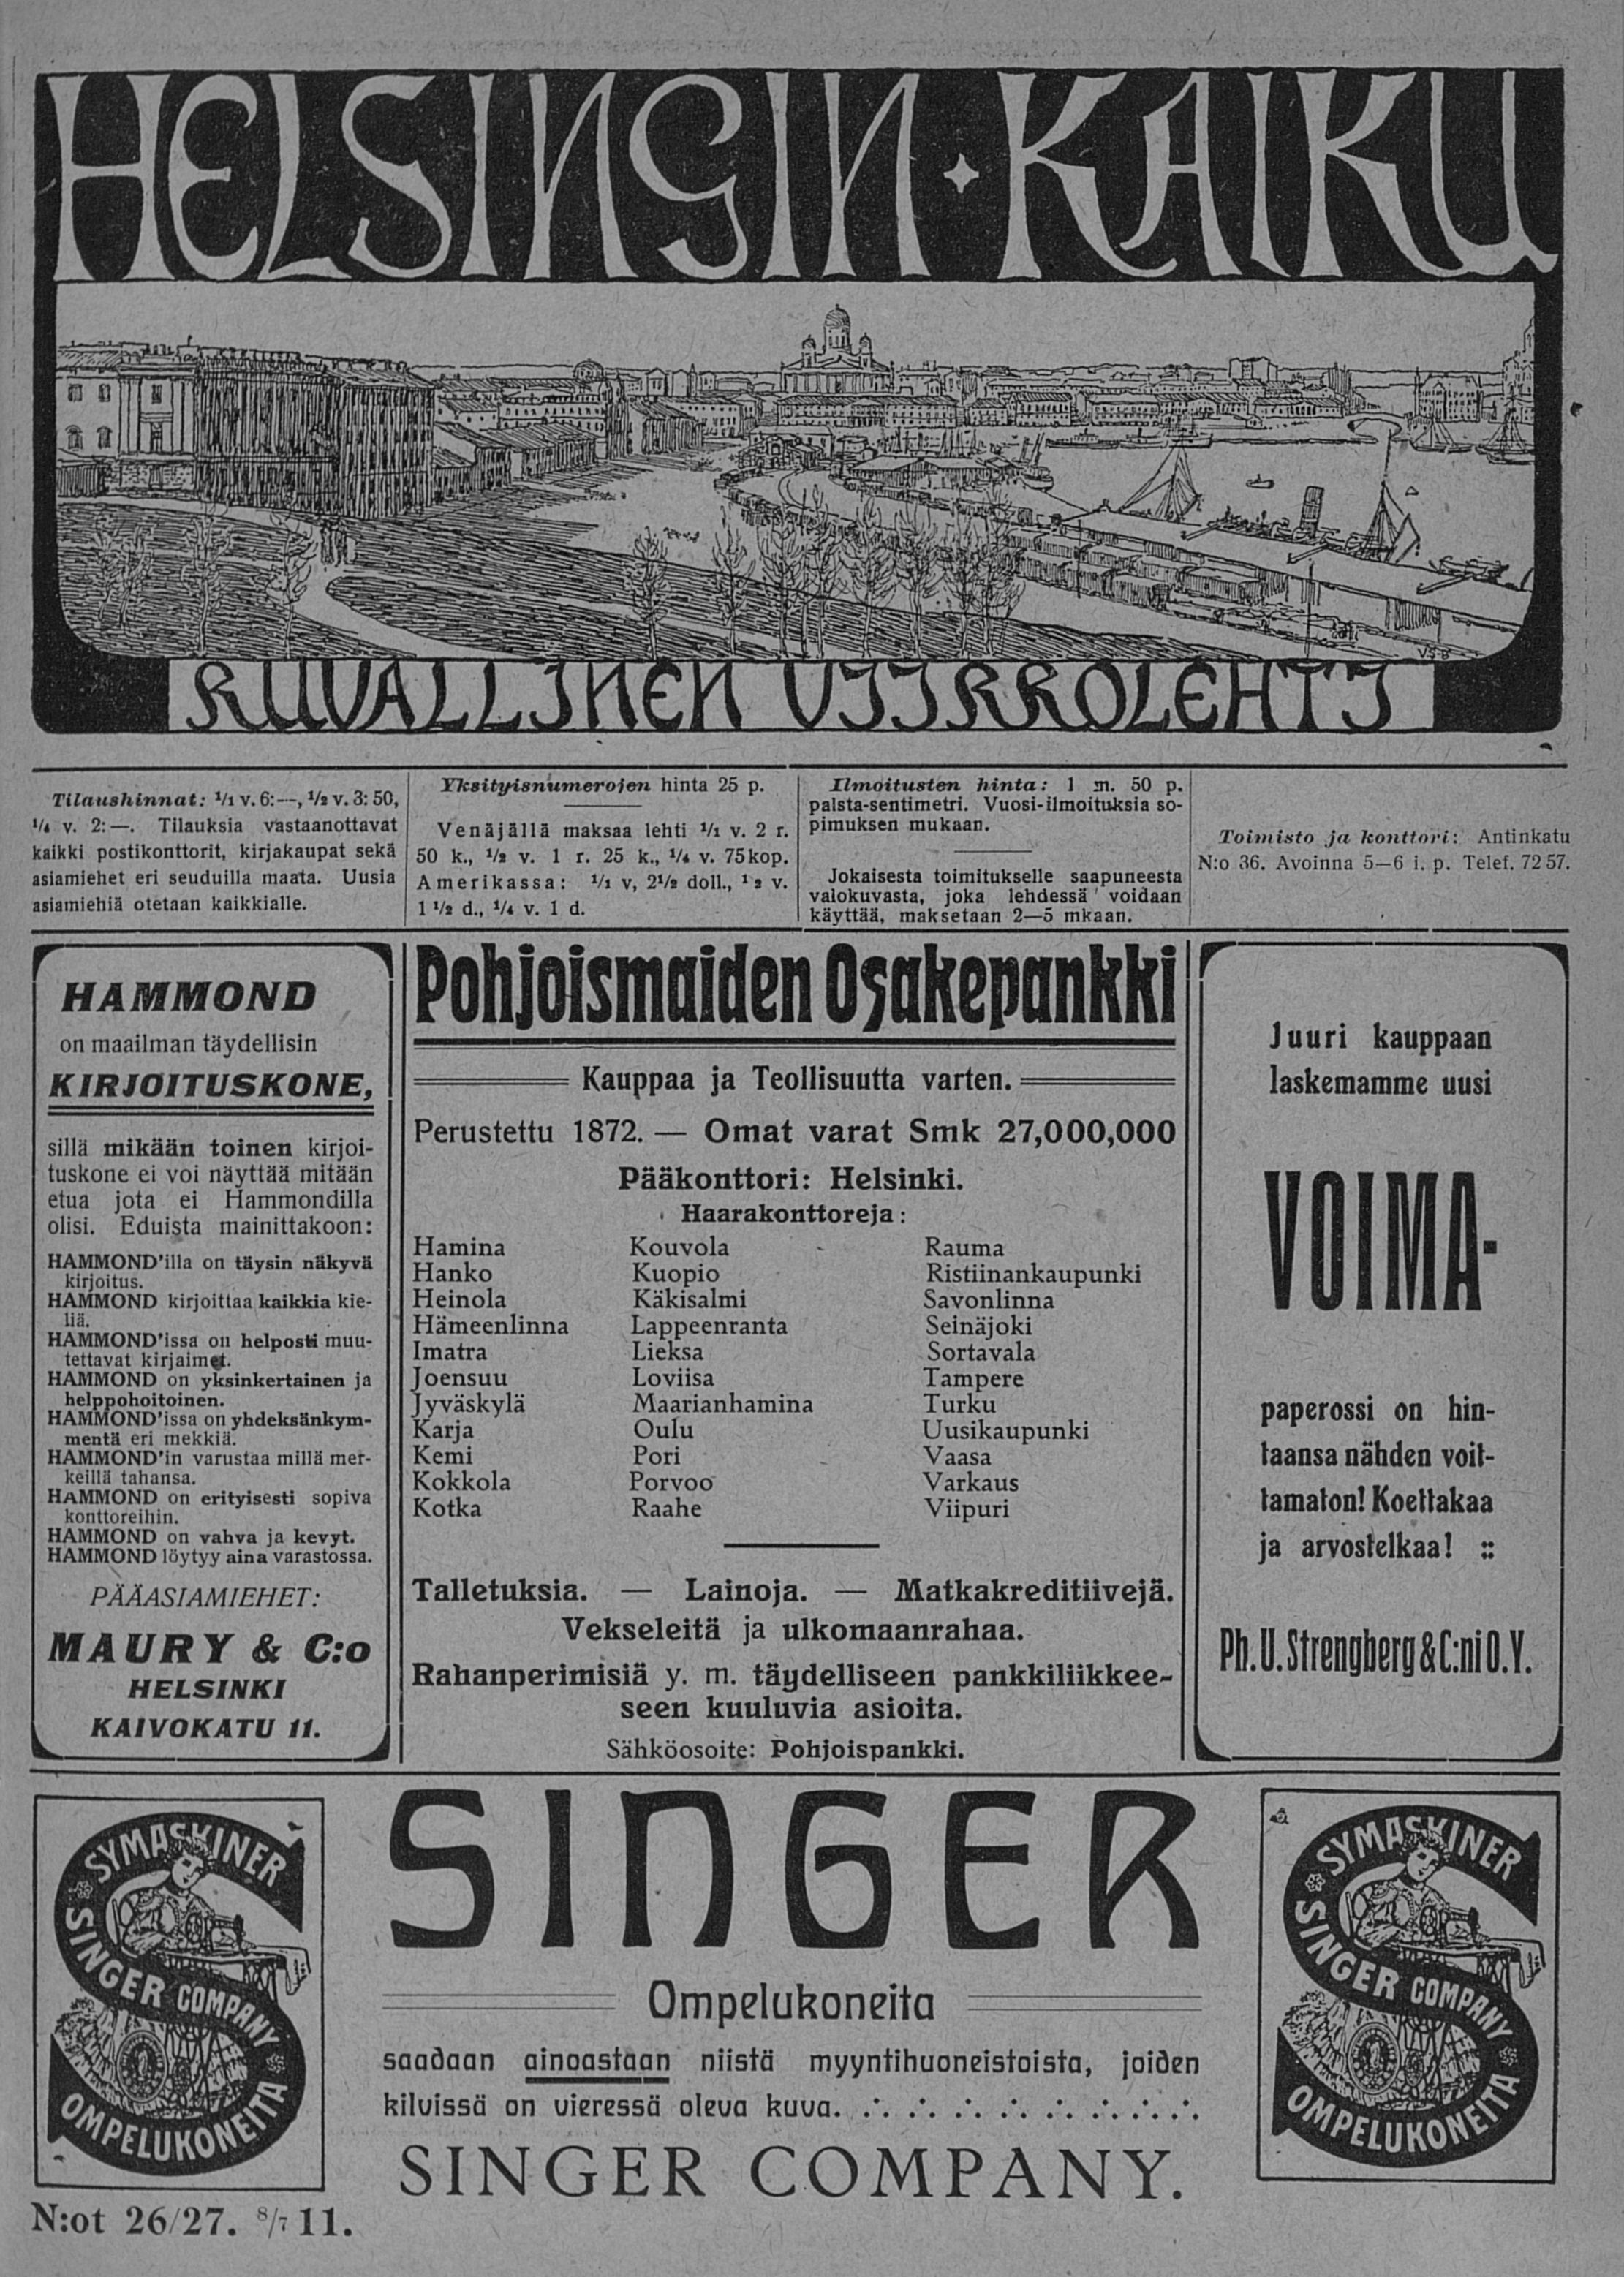 HELSINGIN KAIKU
KUVALLINEN VIIKKOLEHTI
VSB
Tilaushinnat: 1/1 v. 6:—, 1/2 v. 3: 50,
1/4 v. 2: —. Tilauksia vastaanottavat
kaikki postikonttorit, kirjakaupat sekä
asiamiehet eri seuduilla maata. Uusia
asiamiehiä otetaan kaikkialle.
Yksityisnumerojen hinta 25 p.
Venäjällä maksaa lehti 1/1 v. 2 r.
50 k., 1/2 v. 1 r. 25 k., 1/4 v. 75 kop.
Amerikassa: 1/1 v, 2 1/2 doll., 1/2 v.
1 1/2 d., 1/4 v. 1 d.
Ilmoitusten hinta: 1 m. 50 p.
palsta-sentimetri. Vuosi-ilmoituksia so-
pimuksen mukaan.
Jokaisesta toimitukselle saapuneesta
valokuvasta, joka lehdessä voidaan
käyttää, maksetaan 2—5 mkaan.
Toimisto ja konttori: Antinkatu
N:o 36. Avoinna 5—6 i. p. Telef. 72 57.
HAMMOND
on maailman täydellisin
KIRJOITUSKONE,
sillä mikään toinen kirjoi-
tuskone ei voi näyttää mitään
etua jota ei Hammondilla
olisi. Eduista mainittakoon:
HAMMOND'illa on täysin näkyvä
kirjoitus.
HAMMOND kirjoittaa kaikkia kie-
liä.
HAMMOND'issa on helposti muu-
tettavat kirjaimet.
HAMMOND on yksinkertainen ja
helppohoitoinen.
HAMMOND'issa on yhdeksänkym-
mentä eri mekkiä.
HAMMOND'in varustaa millä mer-
keillä tahansa.
HAMMOND on erityisesti sopiva
konttoreihin.
HAMMOND on vahva ja kevyt.
HAMMOND löytyy aina varastossa.
PÄÄASIAMIEHET:
MAURY & C:o
HELSINKI
KAIVOKATU 11.
Pohjoismaiden Osakepankki
Kauppaa ja Teollisuutta varten.
Perustettu 1872. — Omat varat Smk 27,000,000
Pääkonttori: Helsinki.
Haarakonttoreja:
Hamina Kouvola Rauma
Hanko Kuopio Ristiinankaupunki
Heinola Käkisalmi Savonlinna
Hämeenlinna Lappeenranta Seinäjoki
Imatra Lieksa Sortavala
Joensuu Loviisa Tampere
Jyväskylä Maarianhamina Turku
Karja Oulu Uusikaupunki
Kemi Pori Vaasa
Kokkola Porvoo Varkaus
Kotka Raahe Viipuri
Talletuksia. — Lainoja. — Matkakreditiivejä.
Vekseleitä ja ulkomaanrahaa.
Rahanperimisiä y. m. täydelliseen pankkiliikkee-
seen kuuluvia asioita.
Sähköosoite: Pohjoispankki.
Juuri kauppaan
laskemamme uusi
VOIMA-
paperossi on hin-
taansa nähden voit-
tamaton! Koettakaa
ja arvostelkaa! ::
Ph. U. Strengberg & C:ni O.Y.
SYMASKINER
SINGER COMPANY
OMPELUKONEITA
SINGER
Ompelukoneita
saadaan ainoastaan niistä myyntihuoneistoista, joiden
kilvissä on vieressä oleva kuva. ∴ ∴ ∴ ∴ ∴ ∴ ∴ ∴
SINGER COMPANY.
SYMASKINER
SINGER COMPANY
OMPELUKONEITA
N:ot 26/27. 8/7 11.